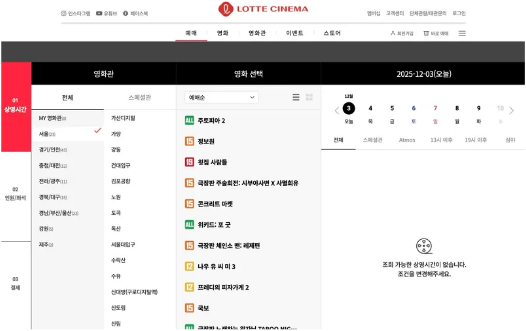 인스타그램 유튜브 페이스북
LOTTE CINEMA
멤버십 고객센터 단체관람/대관문의 로그인
예매 영화 영화관 이벤트 스토어
회원가입 바로 예매
01
상영시간
02
인원/좌석
03
결제
영화관
전체 스페셜관
MY 영화관(0)
서울(23)
경기/인천
충청/대전
전라/광주
경북/대구
경남/부산/울산
강원
제주
가산디지털
가양
강동
건대입구
김포공항
노원
도곡
독산
서울대입구
수락산
수유
신대방(구로디지털역)
신도림
신림
영화 선택
예매순
ALL 주토피아 2
15 정보원
19 윗집 사람들
15 극장판 주술회전: 시부야사변 X 사멸회유
15 콘크리트 마켓
ALL 위키드: 포 굿
15 극장판 체인소 맨: 레제편
12 나우 유 씨 미 3
12 프레디의 피자가게 2
15 국보
2025-12-03(오늘)
12월
3 4 5 6 7 8 9 10
오늘 목 금 토 일 월 화
전체 스페셜관 Atmos 13시 이후 19시 이후 심야
조회 가능한 상영시간이 없습니다.
조건을 변경해주세요.